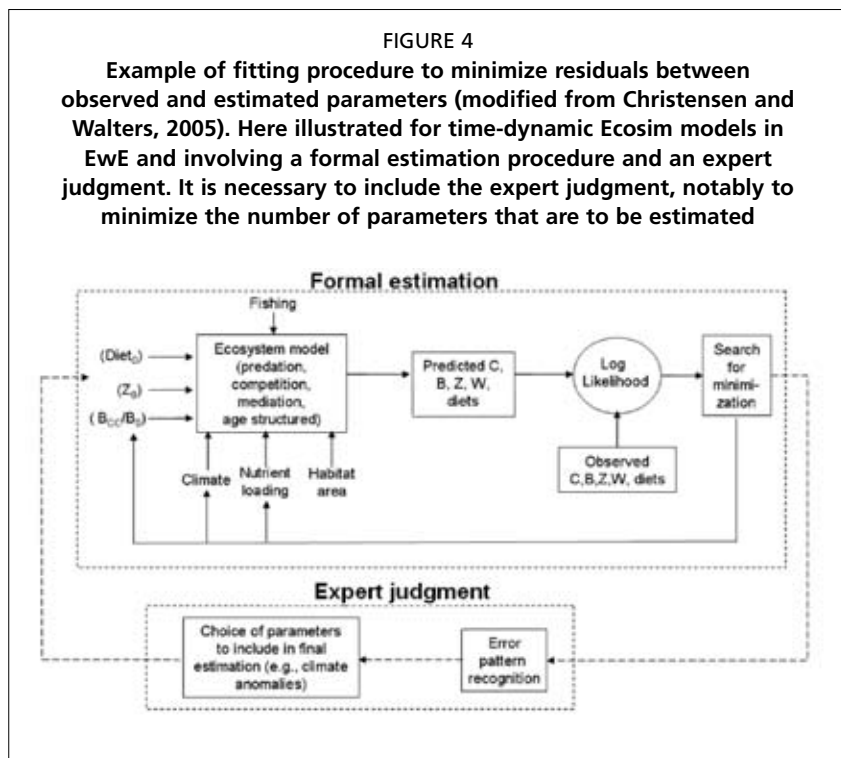 FIGURE 4
Example of fitting procedure to minimize residuals between
observed and estimated parameters (modified from Christensen and
Walters, 2005). Here illustrated for time-dynamic Ecosim models in
EwE and involving a formal estimation procedure and an expert
judgment. It is necessary to include the expert judgment, notably to
minimize the number of parameters that are to be estimated
Formal estimation
Fishing
(Diet₀)
(Z₀)
(B_CC/B₀)
Ecosystem model
(predation,
competition,
mediation,
age structured)
Predicted C,
B, Z, W,
diets
Log
Likelihood
Search
for
minimi-
zation
Observed
C,B,Z,W, diets
Climate
Nutrient
loading
Habitat
area
Expert judgment
Choice of parameters
to include in final
estimation (e.g., climate
anomalies)
Error
pattern
recognition